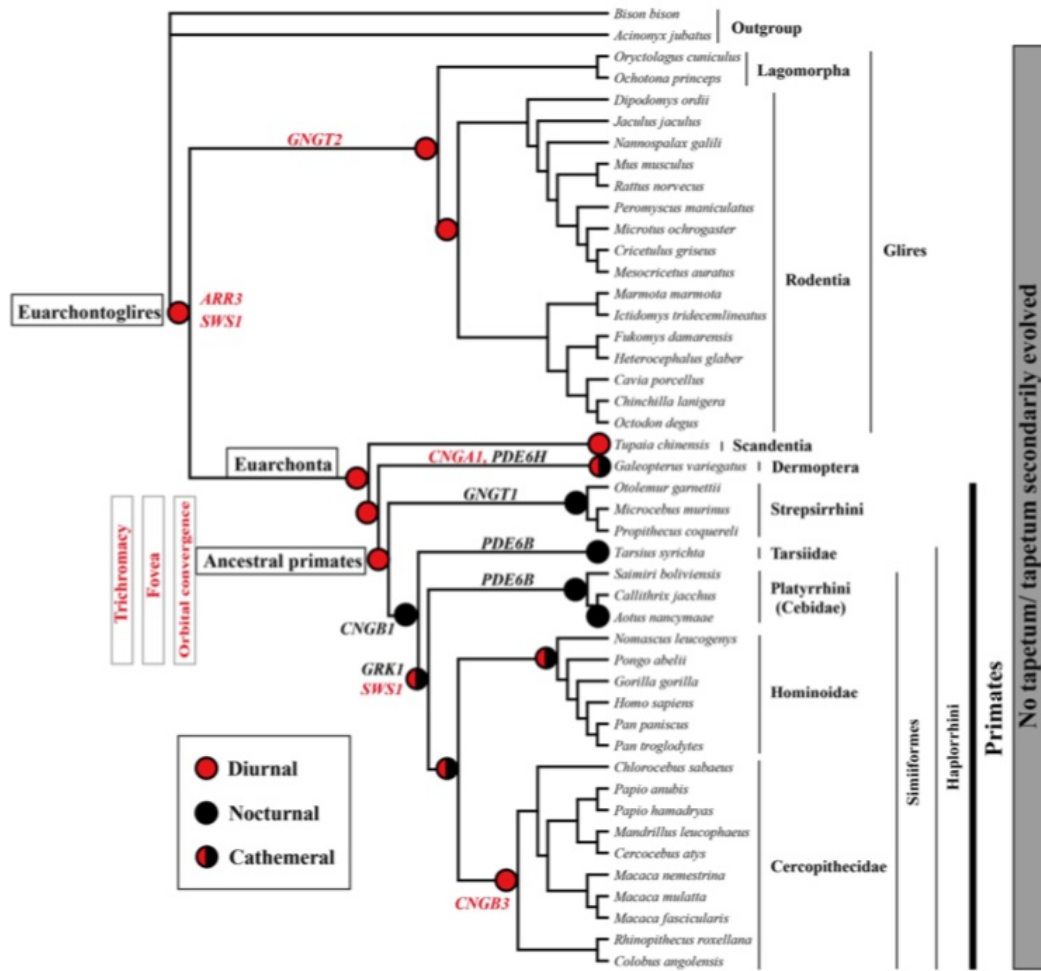 Bison bison
Acinonyx jubatus
Outgroup
Oryctolagus cuniculus
Ochotona princeps
Lagomorpha
Dipodomys ordii
Jaculus jaculus
Nannospalax galili
Mus musculus
Rattus norvecus
Peromyscus maniculatus
Microtus ochrogaster
Cricetulus griseus
Mesocricetus auratus
Marmota marmota
Ictidomys tridecemlineatus
Fukomys damarensis
Heterocephalus glaber
Cavia porcellus
Chinchilla lanigera
Octodon degus
Rodentia
Glires
GNGT2
Euarchontoglires
ARR3
SWS1
Euarchonta
Tupaia chinensis
Scandentia
CNGA1, PDE6H
Galeopterus variegatus
Dermoptera
GNGT1
Otolemur garnettii
Microcebus murinus
Propithecus coquereli
Strepsirrhini
Ancestral primates
PDE6B
Tarsius syrichta
Tarsiidae
PDE6B
Saimiri boliviensis
Callithrix jacchus
Aotus nancymaae
Platyrrhini
(Cebidae)
CNGB1
GRK1
SWS1
Nomascus leucogenys
Pongo abelii
Gorilla gorilla
Homo sapiens
Pan paniscus
Pan troglodytes
Hominoidae
Chlorocebus sabaeus
Papio anubis
Papio hamadryas
Mandrillus leucophaeus
Cercocebus atys
Macaca nemestrina
Macaca mulatta
Macaca fascicularis
Rhinopithecus roxellana
Colobus angolensis
Cercopithecidae
CNGB3
Simiiformes
Haplorrhini
Primates
No tapetum/ tapetum secondarily evolved
Trichromacy
Fovea
Orbital convergence
Diurnal
Nocturnal
Cathemeral